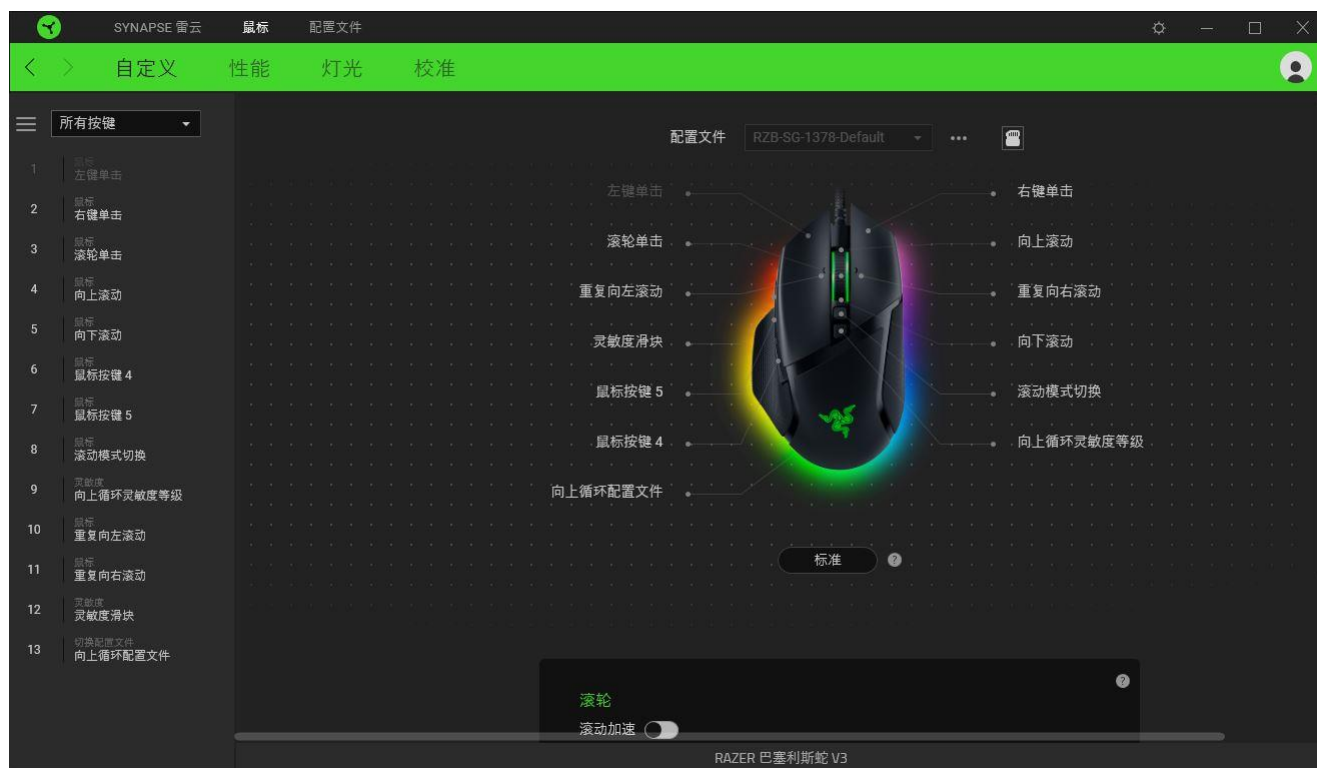 SYNAPSE 雷云
鼠标
配置文件
自定义
性能
灯光
校准
所有按键
1
鼠标
左键单击
2
鼠标
右键单击
3
鼠标
滚轮单击
4
鼠标
向上滚动
5
鼠标
向下滚动
6
鼠标
鼠标按键 4
7
鼠标
鼠标按键 5
8
鼠标
滚动模式切换
9
灵敏度
向上循环灵敏度等级
10
鼠标
重复向左滚动
11
鼠标
重复向右滚动
12
灵敏度
灵敏度滑块
13
切换配置文件
向上循环配置文件
配置文件
RZB-SG-1378-Default
左键单击
右键单击
滚轮单击
向上滚动
重复向左滚动
重复向右滚动
灵敏度滑块
向下滚动
鼠标按键 5
滚动模式切换
鼠标按键 4
向上循环灵敏度等级
向上循环配置文件
标准
?
?
滚轮
滚动加速
RAZER 巴塞利斯蛇 V3